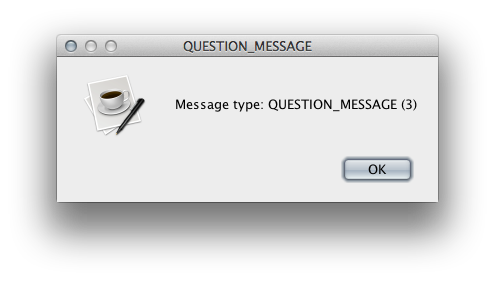 QUESTION_MESSAGE
Message type: QUESTION_MESSAGE (3)
OK